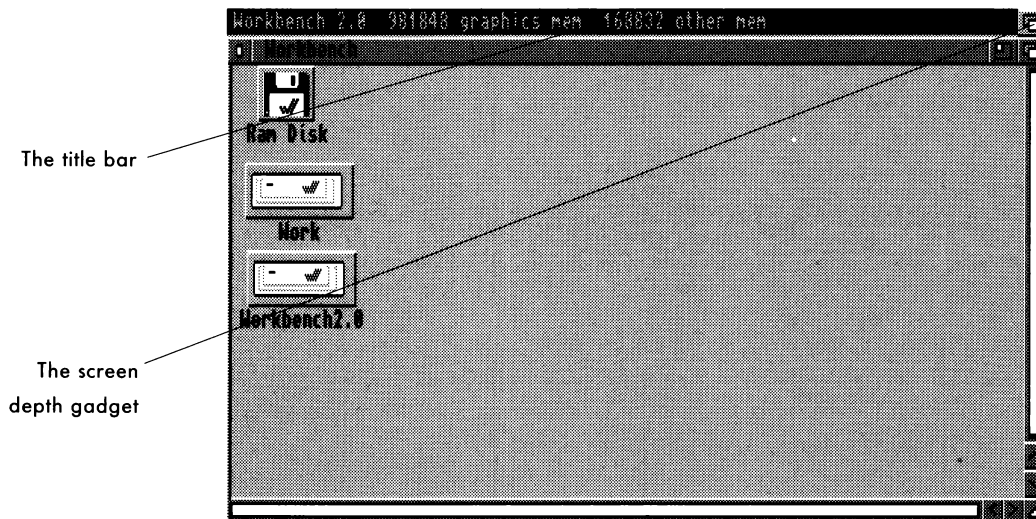 Workbench 2.0 981848 graphics mem 168832 other mem
Workbench
Ram Disk
The title bar
Work
Workbench2.0
The screen
depth gadget